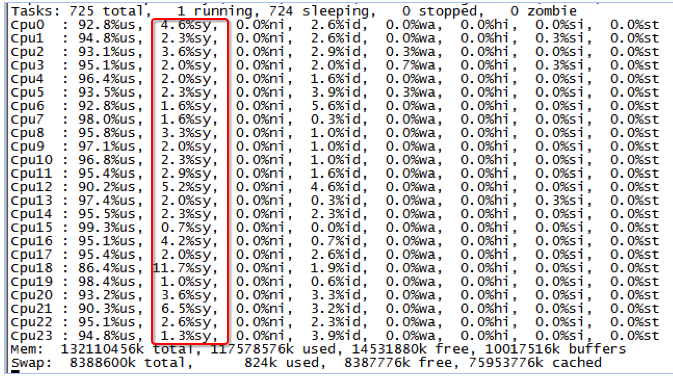 Tasks: 725 total,   1 running, 724 sleeping,   0 stopped,   0 zombie
Cpu0  : 92.8%us,  4.6%sy,  0.0%ni,  2.6%id,  0.0%wa,  0.0%hi,  0.0%si,  0.0%st
Cpu1  : 94.8%us,  2.3%sy,  0.0%ni,  2.6%id,  0.0%wa,  0.0%hi,  0.3%si,  0.0%st
Cpu2  : 93.1%us,  3.6%sy,  0.0%ni,  2.9%id,  0.3%wa,  0.0%hi,  0.0%si,  0.0%st
Cpu3  : 95.1%us,  2.0%sy,  0.0%ni,  2.0%id,  0.7%wa,  0.0%hi,  0.3%si,  0.0%st
Cpu4  : 96.4%us,  2.0%sy,  0.0%ni,  1.6%id,  0.0%wa,  0.0%hi,  0.0%si,  0.0%st
Cpu5  : 93.5%us,  2.3%sy,  0.0%ni,  3.9%id,  0.3%wa,  0.0%hi,  0.0%si,  0.0%st
Cpu6  : 92.8%us,  1.6%sy,  0.0%ni,  5.6%id,  0.0%wa,  0.0%hi,  0.0%si,  0.0%st
Cpu7  : 98.0%us,  1.6%sy,  0.0%ni,  0.3%id,  0.0%wa,  0.0%hi,  0.0%si,  0.0%st
Cpu8  : 95.8%us,  3.3%sy,  0.0%ni,  1.0%id,  0.0%wa,  0.0%hi,  0.0%si,  0.0%st
Cpu9  : 97.1%us,  2.0%sy,  0.0%ni,  1.0%id,  0.0%wa,  0.0%hi,  0.0%si,  0.0%st
Cpu10 : 96.8%us,  2.3%sy,  0.0%ni,  1.0%id,  0.0%wa,  0.0%hi,  0.0%si,  0.0%st
Cpu11 : 95.4%us,  2.9%sy,  0.0%ni,  1.6%id,  0.0%wa,  0.0%hi,  0.0%si,  0.0%st
Cpu12 : 90.2%us,  5.2%sy,  0.0%ni,  4.6%id,  0.0%wa,  0.0%hi,  0.0%si,  0.0%st
Cpu13 : 97.4%us,  2.0%sy,  0.0%ni,  0.3%id,  0.0%wa,  0.0%hi,  0.3%si,  0.0%st
Cpu14 : 95.5%us,  2.3%sy,  0.0%ni,  2.3%id,  0.0%wa,  0.0%hi,  0.0%si,  0.0%st
Cpu15 : 99.3%us,  0.7%sy,  0.0%ni,  0.0%id,  0.0%wa,  0.0%hi,  0.0%si,  0.0%st
Cpu16 : 95.1%us,  4.2%sy,  0.0%ni,  0.7%id,  0.0%wa,  0.0%hi,  0.0%si,  0.0%st
Cpu17 : 95.4%us,  2.0%sy,  0.0%ni,  2.6%id,  0.0%wa,  0.0%hi,  0.0%si,  0.0%st
Cpu18 : 86.4%us, 11.7%sy,  0.0%ni,  1.9%id,  0.0%wa,  0.0%hi,  0.0%si,  0.0%st
Cpu19 : 98.4%us,  1.0%sy,  0.0%ni,  0.6%id,  0.0%wa,  0.0%hi,  0.0%si,  0.0%st
Cpu20 : 93.2%us,  3.6%sy,  0.0%ni,  3.3%id,  0.0%wa,  0.0%hi,  0.0%si,  0.0%st
Cpu21 : 90.3%us,  6.5%sy,  0.0%ni,  3.2%id,  0.0%wa,  0.0%hi,  0.0%si,  0.0%st
Cpu22 : 95.1%us,  2.6%sy,  0.0%ni,  2.3%id,  0.0%wa,  0.0%hi,  0.0%si,  0.0%st
Cpu23 : 94.8%us,  1.3%sy,  0.0%ni,  3.9%id,  0.0%wa,  0.0%hi,  0.0%si,  0.0%st
Mem:  132110456k total, 117578576k used, 14531880k free, 10017516k buffers
Swap:  8388600k total,      824k used,  8387776k free, 75953776k cached